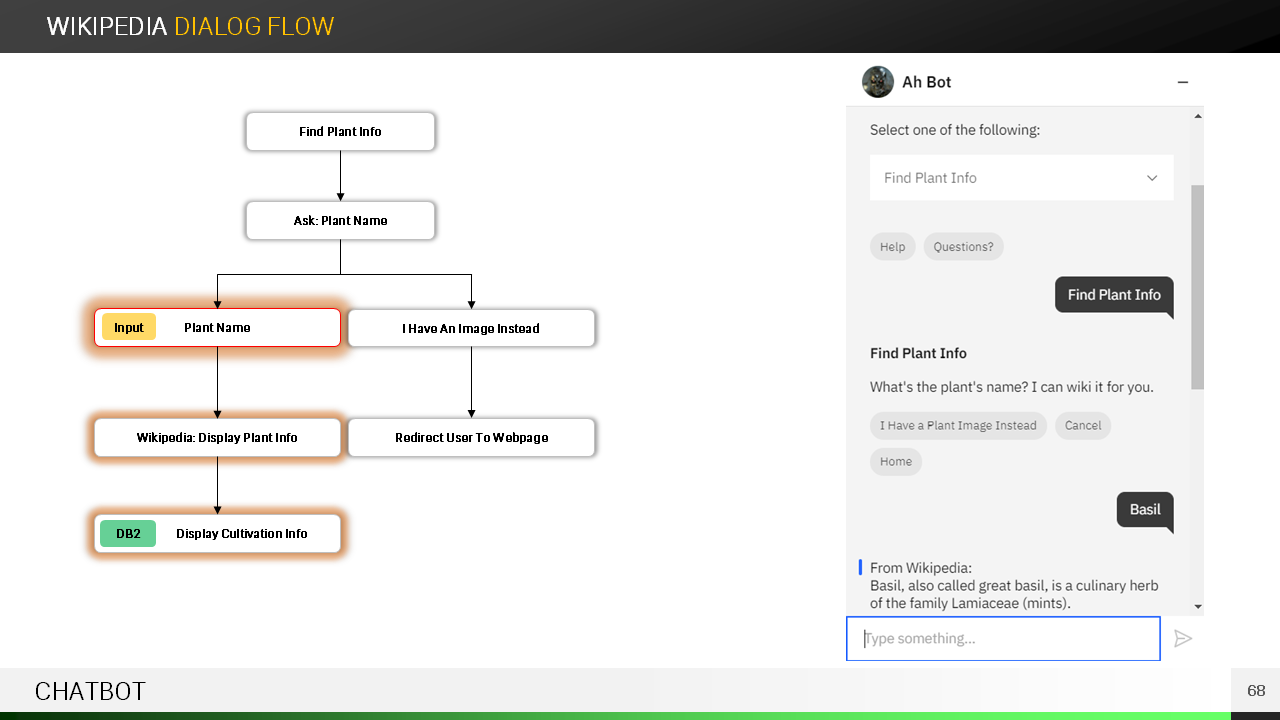 WIKIPEDIA DIALOG FLOW
Find Plant Info
Ask: Plant Name
Input Plant Name
I Have An Image Instead
Wikipedia: Display Plant Info
Redirect User To Webpage
DB2 Display Cultivation Info
Ah Bot
Select one of the following:
Find Plant Info
Help Questions?
Find Plant Info
Find Plant Info
What's the plant's name? I can wiki it for you.
I Have a Plant Image Instead Cancel
Home
Basil
From Wikipedia:
Basil, also called great basil, is a culinary herb
of the family Lamiaceae (mints).
Type something...
CHATBOT
68